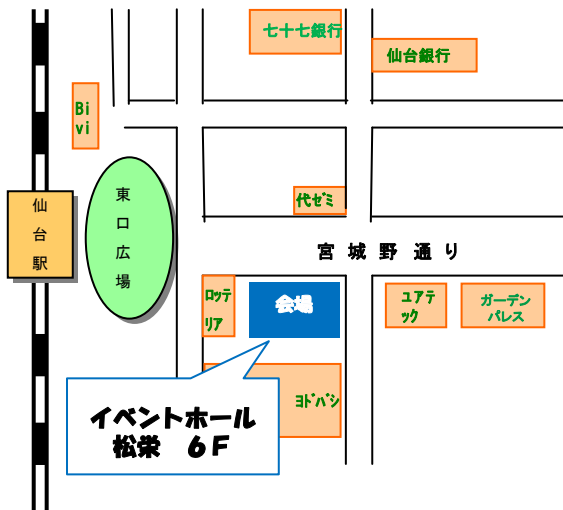 七十七銀行
仙台銀行
Bi
vi
仙
台
駅
東
口
広
場
代ゼミ
宮 城 野 通 り
ロッテ
リア
会場
ユアテ
ック
ガーデン
パレス
ヨドバシ
イベントホール
松栄 6F